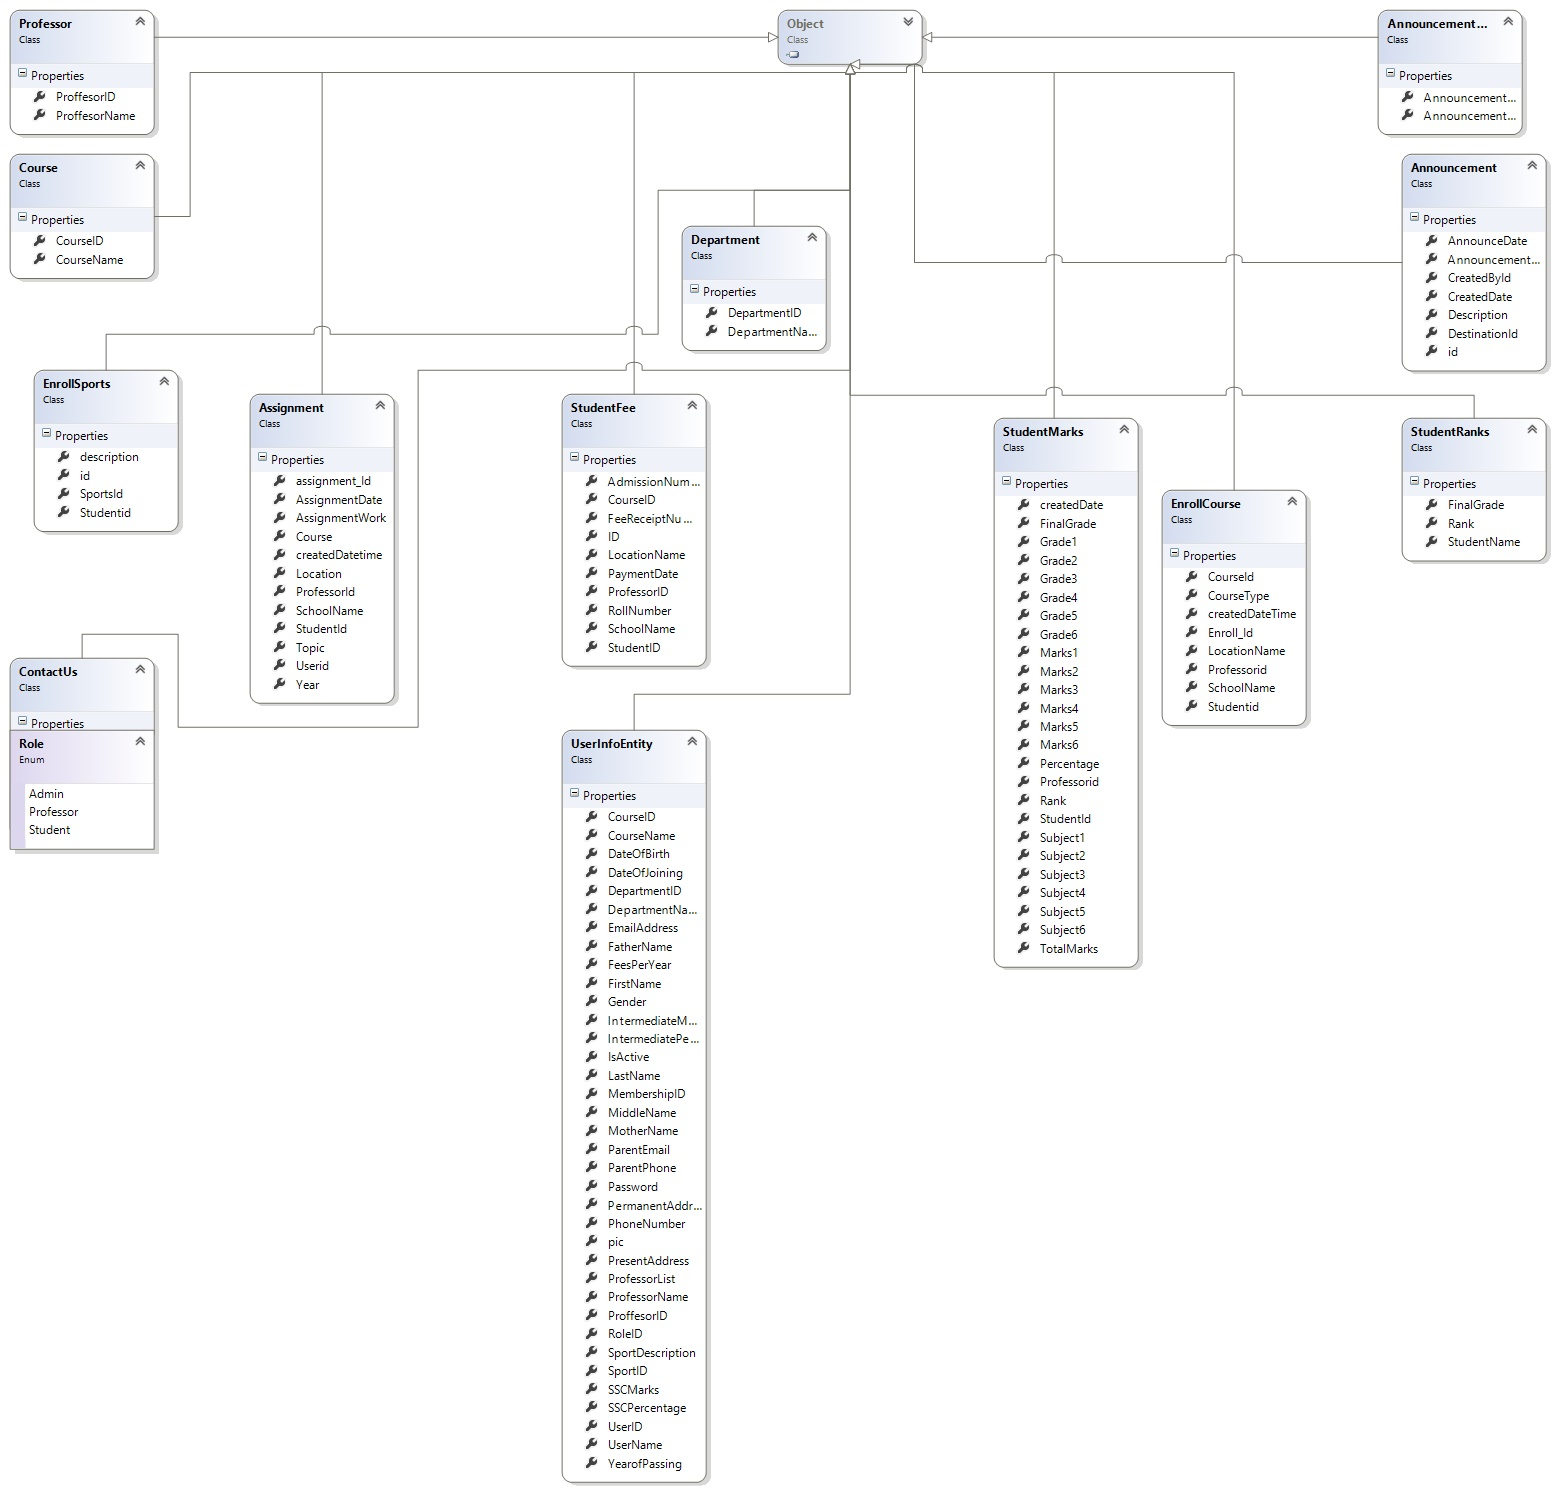 Professor
Class
Properties
ProffesorID
ProffesorName
Object
Class
Announcement...
Class
Properties
Announcement...
Announcement...
Course
Class
Properties
CourseID
CourseName
Announcement
Class
Properties
AnnounceDate
Announcement...
CreatedById
CreatedDate
Description
DestinationId
id
Department
Class
Properties
DepartmentID
DepartmentNa...
EnrollSports
Class
Properties
description
id
SportsId
Studentid
Assignment
Class
Properties
assignment_Id
AssignmentDate
AssignmentWork
Course
createdDatetime
Location
ProfessorId
SchoolName
StudentId
Topic
Userid
Year
StudentFee
Class
Properties
AdmissionNum...
CourseID
FeeReceiptNu...
ID
LocationName
PaymentDate
ProfessorID
RollNumber
SchoolName
StudentID
StudentMarks
Class
Properties
createdDate
FinalGrade
Grade1
Grade2
Grade3
Grade4
Grade5
Grade6
Marks1
Marks2
Marks3
Marks4
Marks5
Marks6
Percentage
Professorid
Rank
StudentId
Subject1
Subject2
Subject3
Subject4
Subject5
Subject6
TotalMarks
StudentRanks
Class
Properties
FinalGrade
Rank
StudentName
EnrollCourse
Class
Properties
CourseId
CourseType
createdDateTime
Enroll_Id
LocationName
Professorid
SchoolName
Studentid
ContactUs
Class
Properties
Role
Enum
Admin
Professor
Student
UserInfoEntity
Class
Properties
CourseID
CourseName
DateOfBirth
DateOfJoining
DepartmentID
DepartmentNa...
EmailAddress
FatherName
FeesPerYear
FirstName
Gender
IntermediateM...
IntermediatePe...
IsActive
LastName
MembershipID
MiddleName
MotherName
ParentEmail
ParentPhone
Password
PermanentAddr...
PhoneNumber
pic
PresentAddress
ProfessorList
ProfessorName
ProffesorID
RoleID
SportDescription
SportID
SSCMarks
SSCPercentage
UserID
UserName
YearofPassing